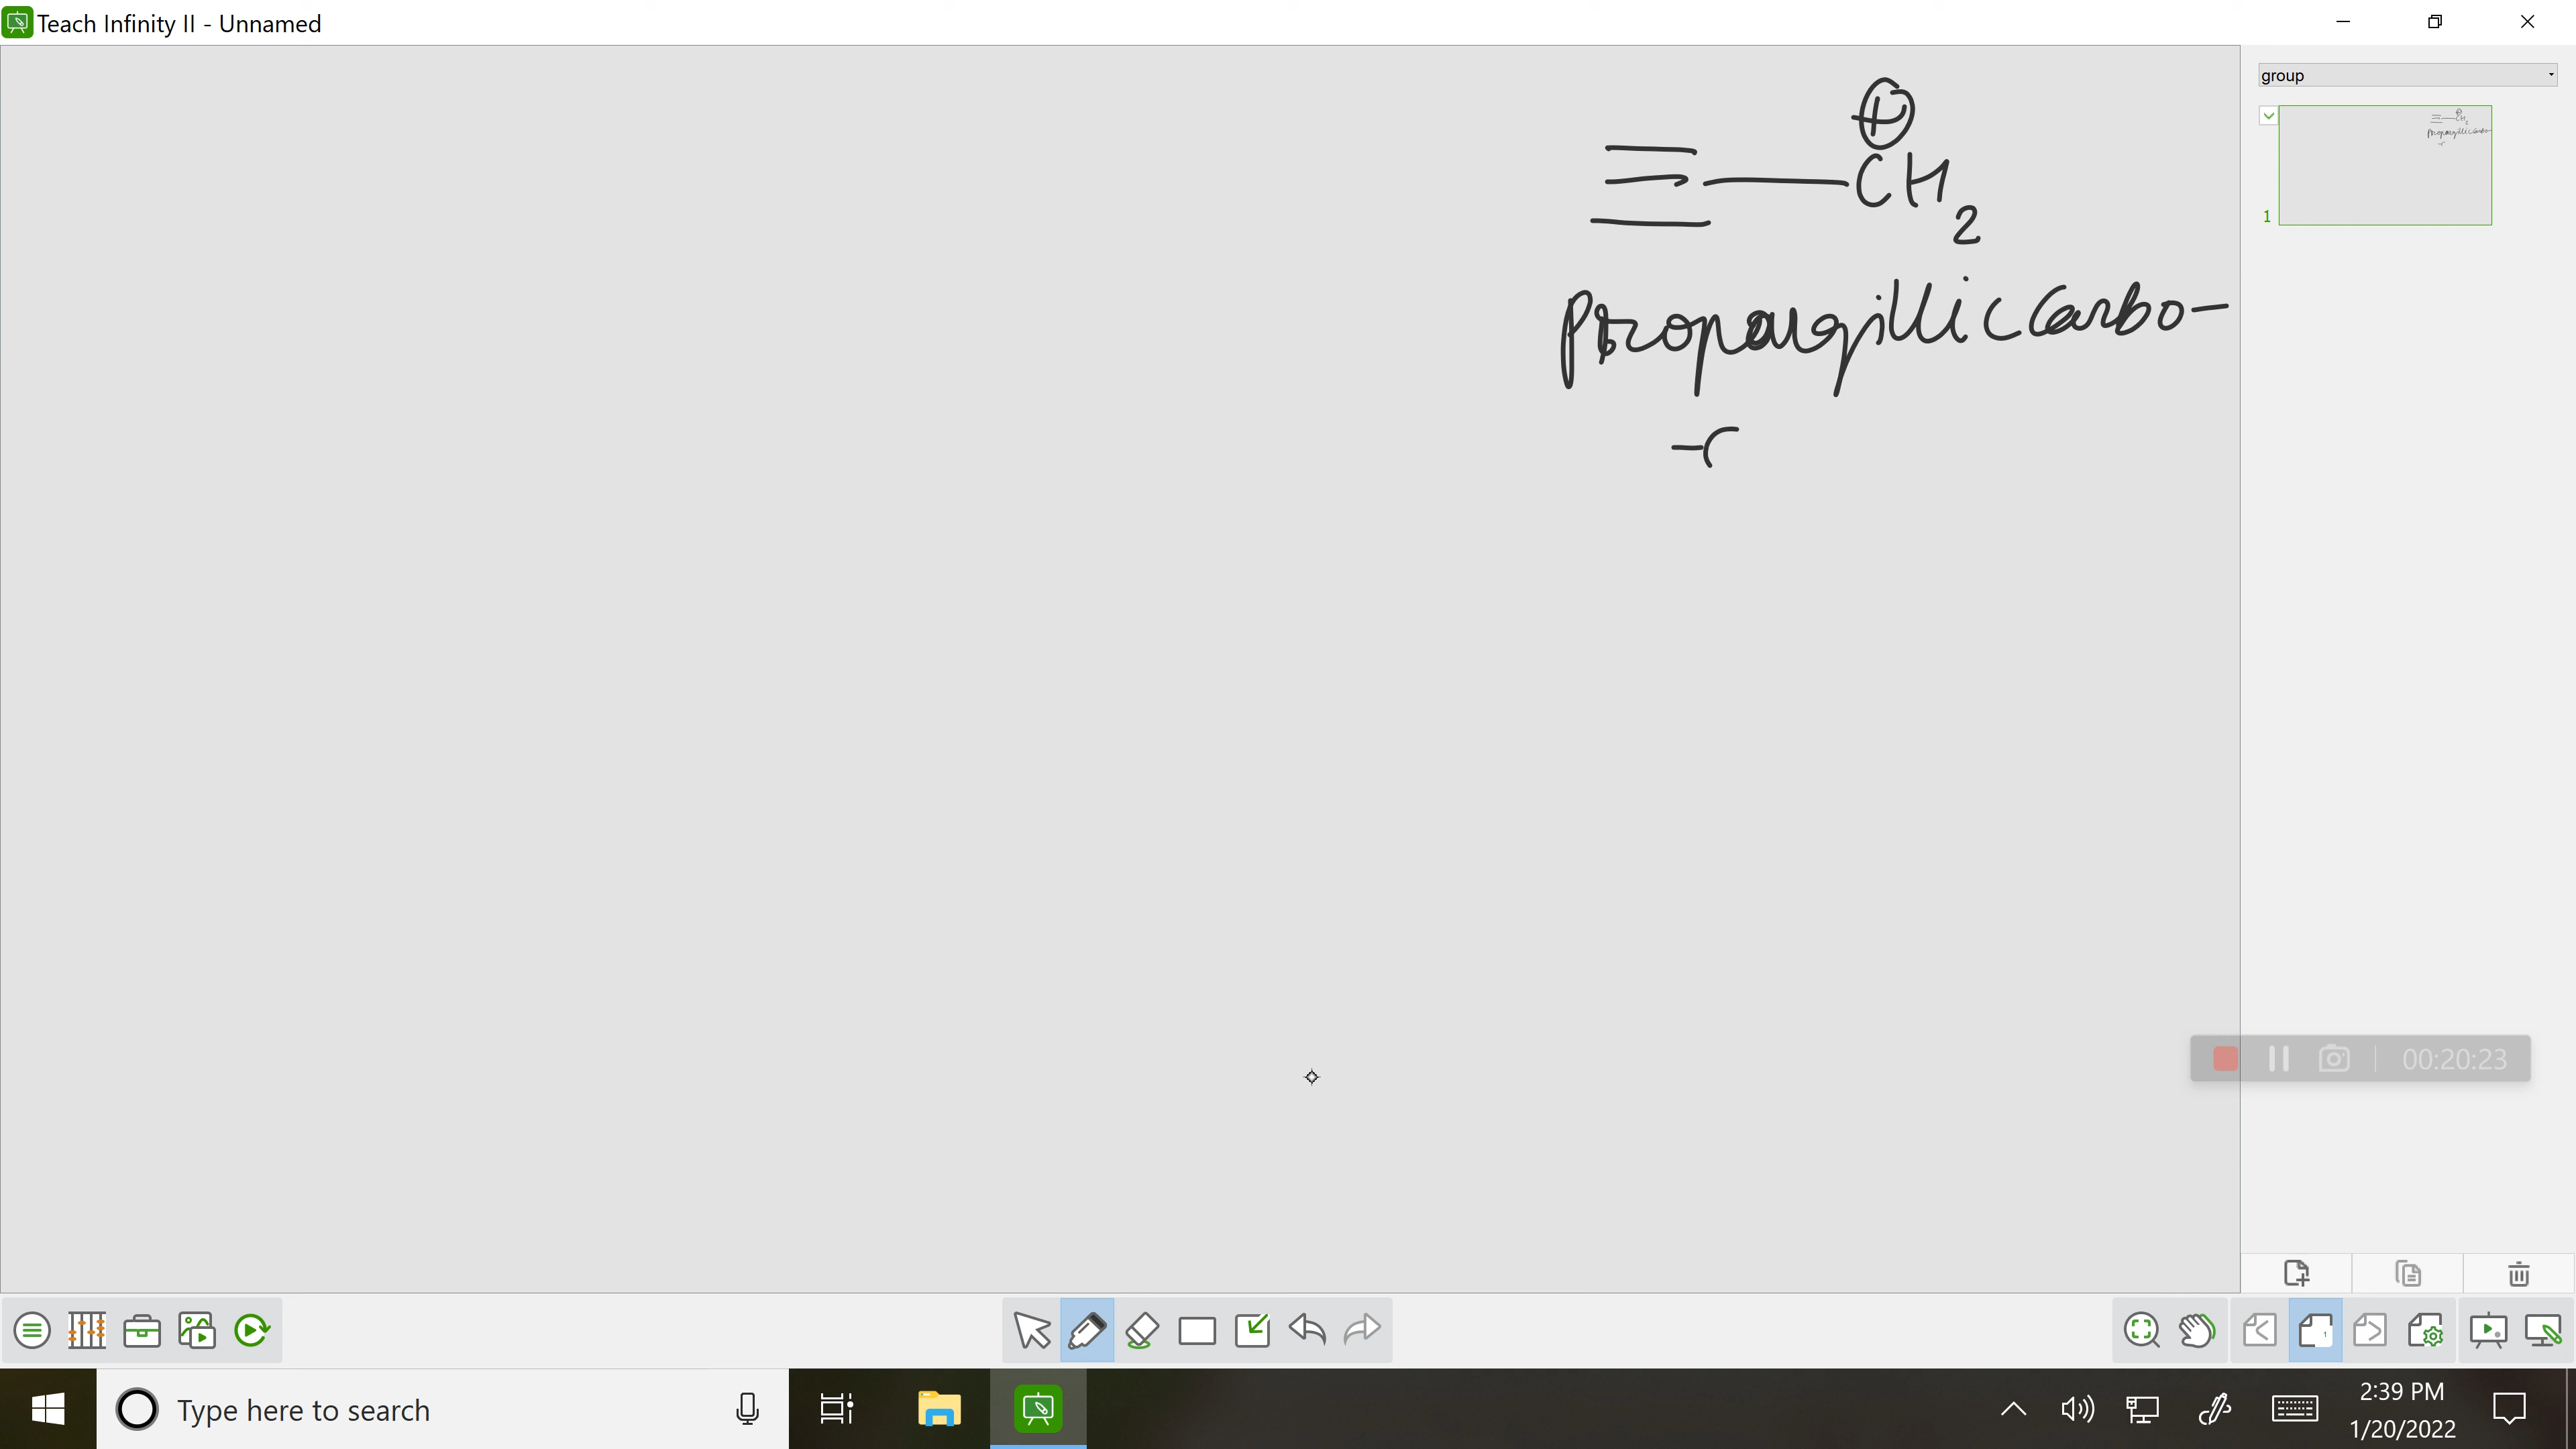 Teach Infinity II - Unnamed
group
1
⊕
≡—CH2
Propargillic Carbo-
-c
00:20:23
1
Type here to search
2:39 PM
1/20/2022